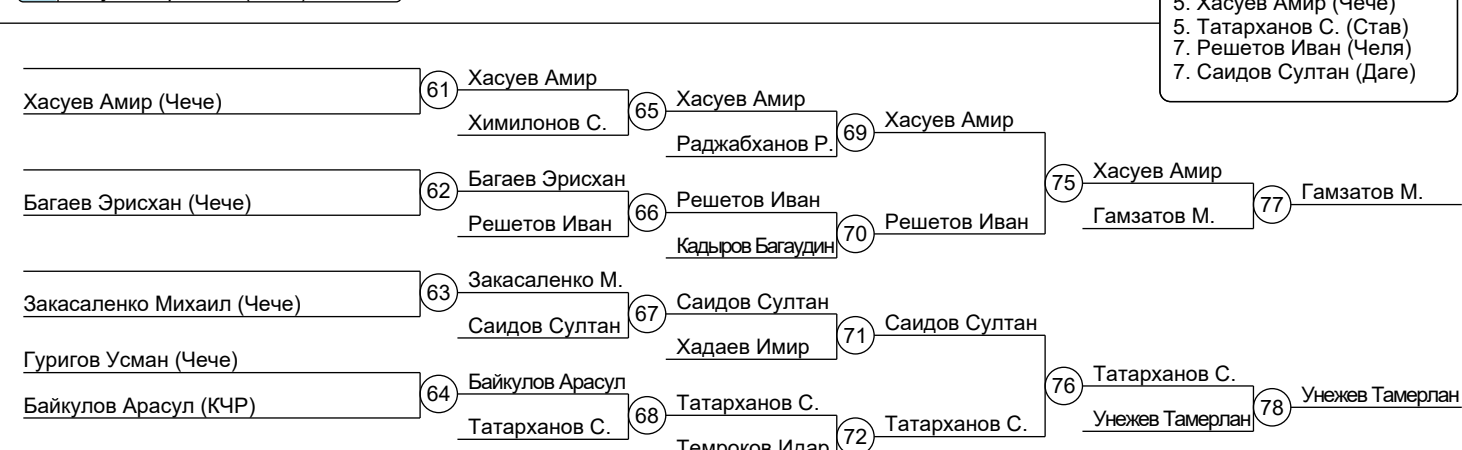 5. Хасуев Амир (Чече)
5. Татарханов С. (Став)
7. Решетов Иван (Челя)
7. Саидов Султан (Даге)
Хасуев Амир (Чече)
61
Хасуев Амир
Химилонов С.
65
Хасуев Амир
Раджабханов Р.
69
Хасуев Амир
Багаев Эрисхан (Чече)
62
Багаев Эрисхан
Решетов Иван
66
Решетов Иван
Кадыров Багаудин
70
Решетов Иван
75
Хасуев Амир
Гамзатов М.
77
Гамзатов М.
Закасаленко Михаил (Чече)
63
Закасаленко М.
Саидов Султан
67
Саидов Султан
Хадаев Имир
71
Саидов Султан
Гуригов Усман (Чече)
Байкулов Арасул (КЧР)
64
Байкулов Арасул
Татарханов С.
68
Татарханов С.
Темроков Идар
72
Татарханов С.
76
Татарханов С.
Унежев Тамерлан
78
Унежев Тамерлан